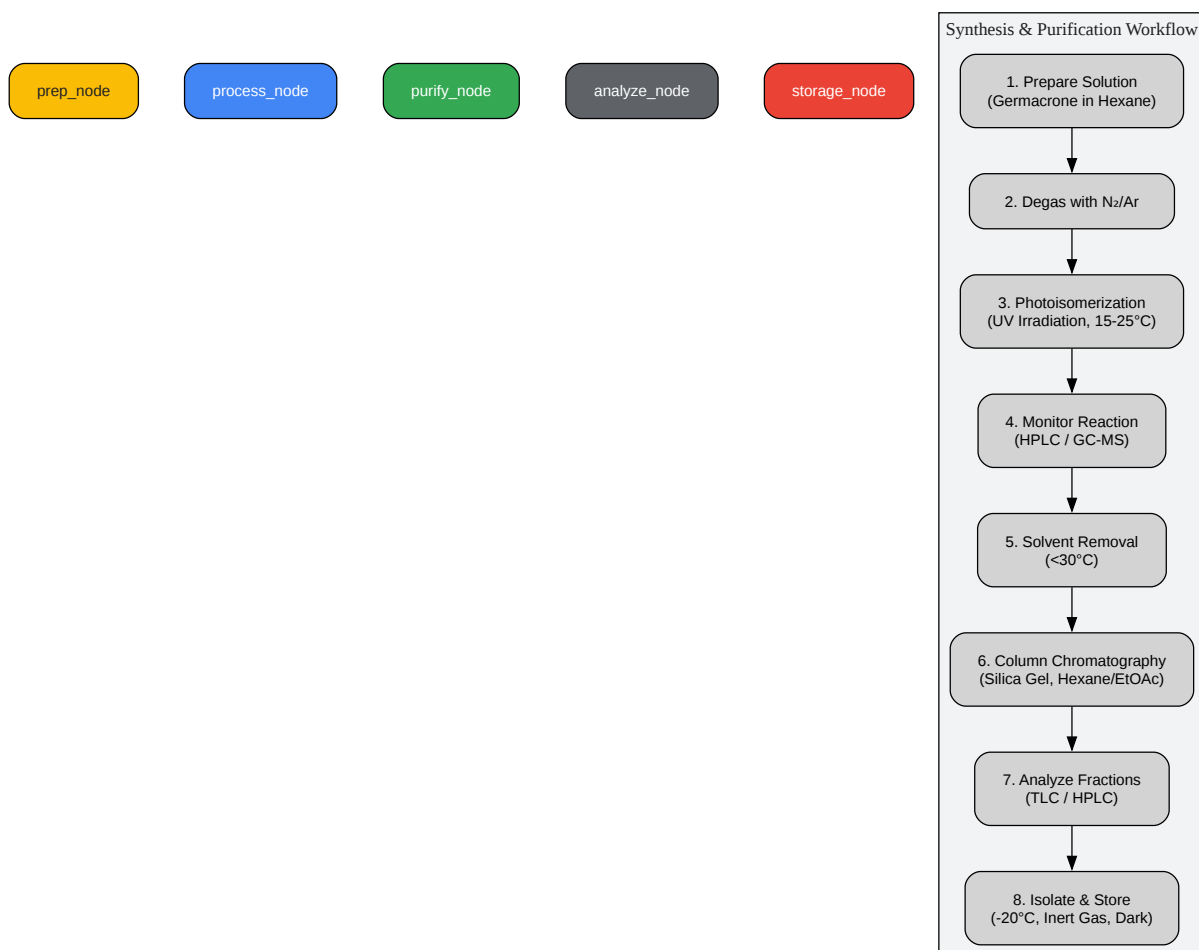 Synthesis & Purification Workflow
prep_node
process_node
purify_node
analyze_node
storage_node
1. Prepare Solution
(Germacrone in Hexane)
2. Degas with N₂/Ar
3. Photoisomerization
(UV Irradiation, 15-25°C)
4. Monitor Reaction
(HPLC / GC-MS)
5. Solvent Removal
(<30°C)
6. Column Chromatography
(Silica Gel, Hexane/EtOAc)
7. Analyze Fractions
(TLC / HPLC)
8. Isolate & Store
(-20°C, Inert Gas, Dark)